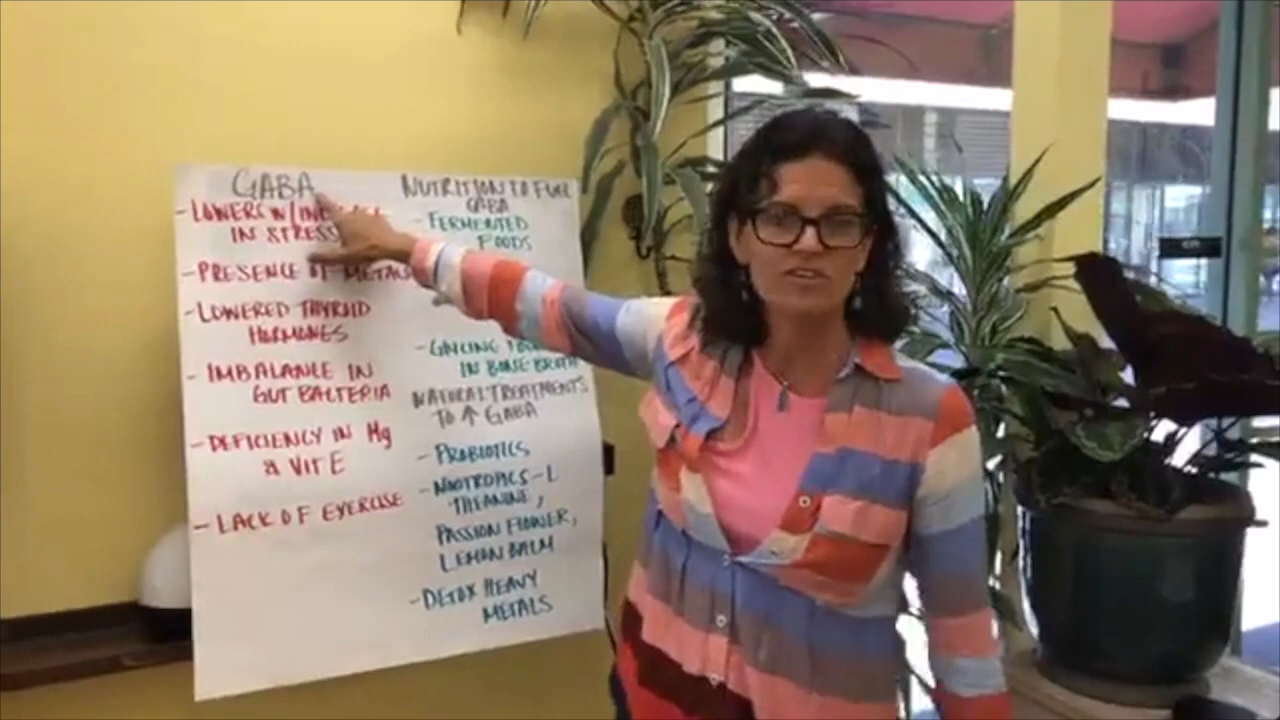 GABA
- LOWERS W/
IN STRESS
- PRESENCE OF METALS
- LOWERED THYROID
HORMONES
- IMBALANCE IN
GUT BACTERIA
- DEFICIENCY IN Mg
& VIT E
- LACK OF EXERCISE
NUTRITION TO FUEL
GABA
- FERMENTED
FOODS
IN BONE BROTH
NATURAL TREATMENTS
TO ↑ GABA
- PROBIOTICS
- NOOTROPICS - L
THEANINE,
PASSION FLOWER,
LEMON BALM
- DETOX HEAVY
METALS